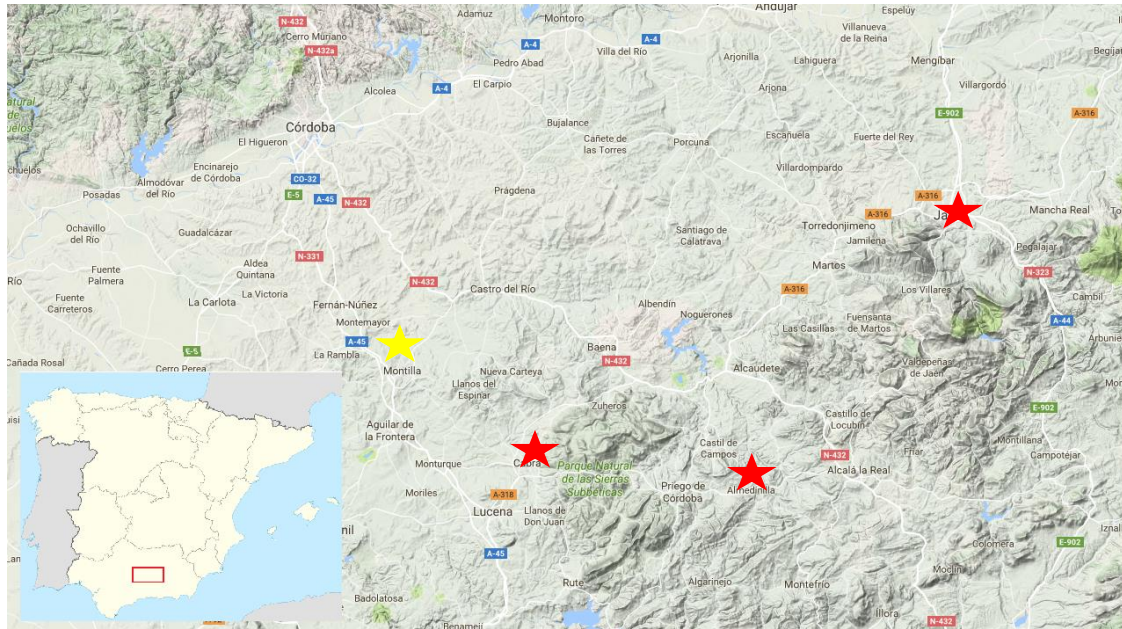 Adamuz
Montoro
Andújar
Espelúy
N-432
Cerro Muriano
N-432a
A-4
Villa del Río
A-4
Villanueva
de la Reina
Pedro Abad
Arjonilla
Lahiguera
Mengíbar
Begíjar
El Carpio
Alcolea
A-4
Arjona
Villargordo
Natural
de
Córdoba
Bujalance
E-902
A-316
El Higueron
Cañete de
las Torres
Porcuna
Escañuela
Fuerte del Rey
Encinarejo
de Córdoba
Villardompardo
CO-32
Almodóvar
del Río
Posadas
E-5
A-45
N-432
Prágdena
A-316
A-316
Mancha Real
Ochavillo
del Río
Guadalcázar
Santiago de
Calatrava
Torredonjimeno
Jamilena
Pegalajar
N-331
Aldea
Quintana
Martos
Río
Fuente
Palmera
N-432
Castro del Río
A-316
N-323
La Carlota
La Victoria
Los Villares
Cambil
Fuente
Carreteros
Fernán-Núñez
Albendín
Noguerones
Montemayor
Fuensanta
de Martos
Las Casillas
A-44
A-45
La Rambla
Baena
E-5
Cañada Rosal
Cerro Perea
Montilla
N-432
Valdepeñas
de Jaén
Alcaudete
Nueva Carteya
Llanos del
Espinar
Zuheros
E-902
Aguilar de
la Frontera
Castillo de
Locubín
Castil de
Campos
Montillana
Campotéjar
Frailes
N-432
Monturque
Cabra
Parque Natural
de las Sierras
Subbéticas
Alcalá la Real
Priego de
Córdoba
Almedinilla
Moriles
A-318
Lucena
Llanos de
Don Juan
E-902
Colomera
A-45
Moclín
Rute
Algarinejo
Montefrío
Badolatosa
Illora
Benamejí
N-432